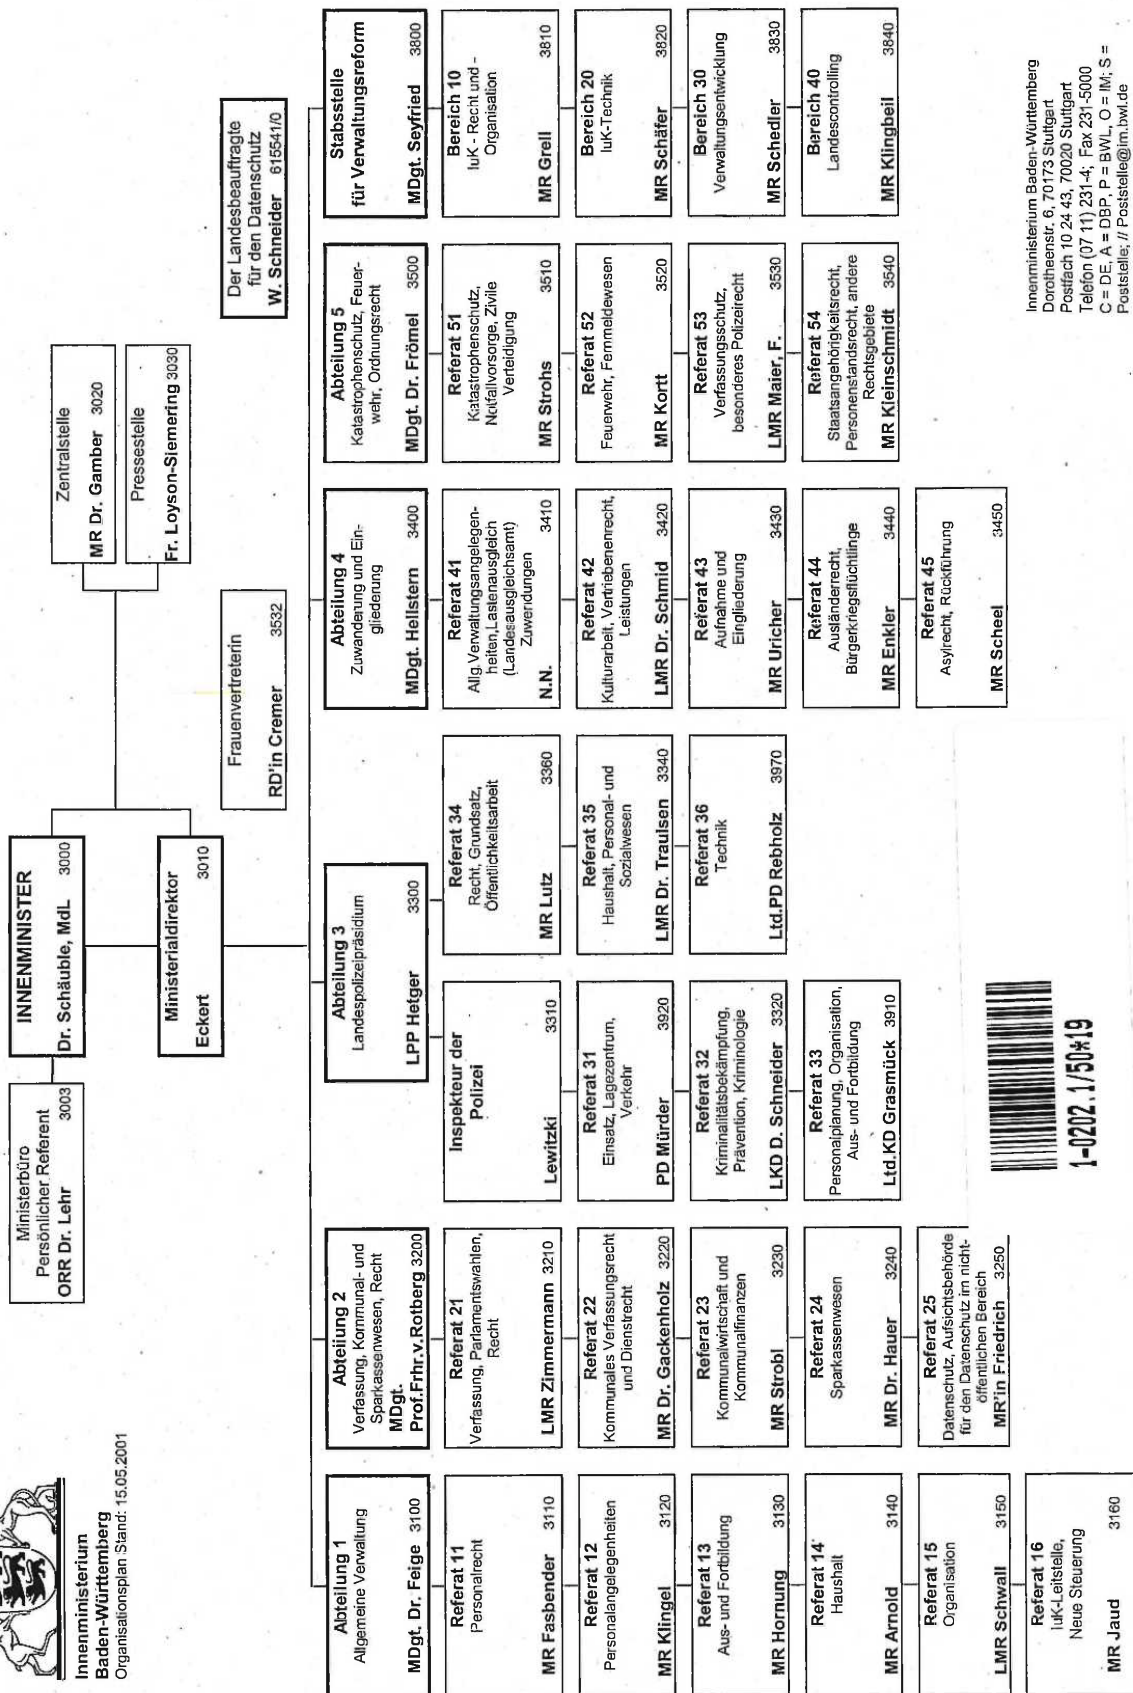 Innenministerium
Baden-Württemberg
Organisationsplan Stand: 15.05.2001
Ministerbüro
Persönlicher Referent
ORR Dr. Lehr 3003
INNENMINISTER
Dr. Schäuble, MdL 3000
Ministerialdirektor
Eckert 3010
Zentralstelle
MR Dr. Gamber 3020
Pressestelle
Fr. Loyson-Siemering 3030
Frauenvertreterin
RD'in Cremer 3532
Der Landesbeauftragte
für den Datenschutz
W. Schneider 615541/0
Abteilung 1
Allgemeine Verwaltung
MDgt. Dr. Feige 3100
Referat 11
Personalrecht
MR Fasbender 3110
Referat 12
Personalangelegenheiten
MR Klingel 3120
Referat 13
Aus- und Fortbildung
MR Hornung 3130
Referat 14
Haushalt
MR Arnold 3140
Referat 15
Organisation
LMR Schwall 3150
Referat 16
IuK-Leitstelle,
Neue Steuerung
MR Jaud 3160
Abteilung 2
Verfassung, Kommunal- und
Sparkassenwesen, Recht
MDgt.
Prof.Frhr.v.Rotberg 3200
Referat 21
Verfassung, Parlamentswahlen,
Recht
LMR Zimmermann 3210
Referat 22
Kommunales Verfassungsrecht
und Dienstrecht
MR Dr. Gackenholz 3220
Referat 23
Kommunalwirtschaft und
Kommunalfinanzen
MR Strobl 3230
Referat 24
Sparkassenwesen
MR Dr. Hauer 3240
Referat 25
Datenschutz, Aufsichtsbehörde
für den Datenschutz im nicht-
öffentlichen Bereich
MR'in Friedrich 3250
Abteilung 3
Landespolizeipräsidium
LPP Hetger 3300
Inspekteur der
Polizei
Lewitzki 3310
Referat 31
Einsatz, Lagezentrum,
Verkehr
PD Mürder 3920
Referat 32
Kriminalitätsbekämpfung,
Prävention, Kriminologie
LKD D. Schneider 3320
Referat 33
Personalplanung, Organisation,
Aus- und Fortbildung
Ltd.KD Grasmück 3910
Referat 34
Recht, Grundsatz,
Öffentlichkeitsarbeit
MR Lutz 3360
Referat 35
Haushalt, Personal- und
Sozialwesen
LMR Dr. Traulsen 3340
Referat 36
Technik
Ltd.PD Rebholz 3970
Abteilung 4
Zuwanderung und Ein-
gliederung
MDgt. Hellstern 3400
Referat 41
Allg.Verwaltungsangelegen-
heiten,Lastenausgleich
(Landesausgleichsamt)
Zuwendungen
N.N. 3410
Referat 42
Kulturarbeit, Vertriebenenrecht,
Leistungen
LMR Dr. Schmid 3420
Referat 43
Aufnahme und
Eingliederung
MR Uricher 3430
Referat 44
Ausländerrecht,
Bürgerkriegsflüchtlinge
MR Enkler 3440
Referat 45
Asylrecht, Rückführung
MR Scheel 3450
Abteilung 5
Katastrophenschutz, Feuer-
wehr, Ordnungsrecht
MDgt. Dr. Frömel 3500
Referat 51
Katastrophenschutz,
Notfallvorsorge, Zivile
Verteidigung
MR Strohs 3510
Referat 52
Feuerwehr, Fernmeldewesen
MR Kortt 3520
Referat 53
Verfassungsschutz,
besonderes Polizeirecht
LMR Maier, F. 3530
Referat 54
Staatsangehörigkeitsrecht,
Personenstandsrecht, andere
Rechtsgebiete
MR Kleinschmidt 3540
Stabsstelle
für Verwaltungsreform
MDgt. Seyfried 3800
Bereich 10
IuK - Recht und -
Organisation
MR Grell 3810
Bereich 20
IuK-Technik
MR Schäfer 3820
Bereich 30
Verwaltungsentwicklung
MR Schedler 3830
Bereich 40
Landescontrolling
MR Klingbeil 3840
1-0202.1/50*19
Innenministerium Baden-Württemberg
Dorotheenstr. 6, 70173 Stuttgart
Postfach 10 24 43, 70020 Stuttgart
Telefon (07 11) 231-4; Fax 231-5000
C = DE, A = DBP, P = BWL, O = IM; S =
Poststelle; // Poststelle@im.bwl.de